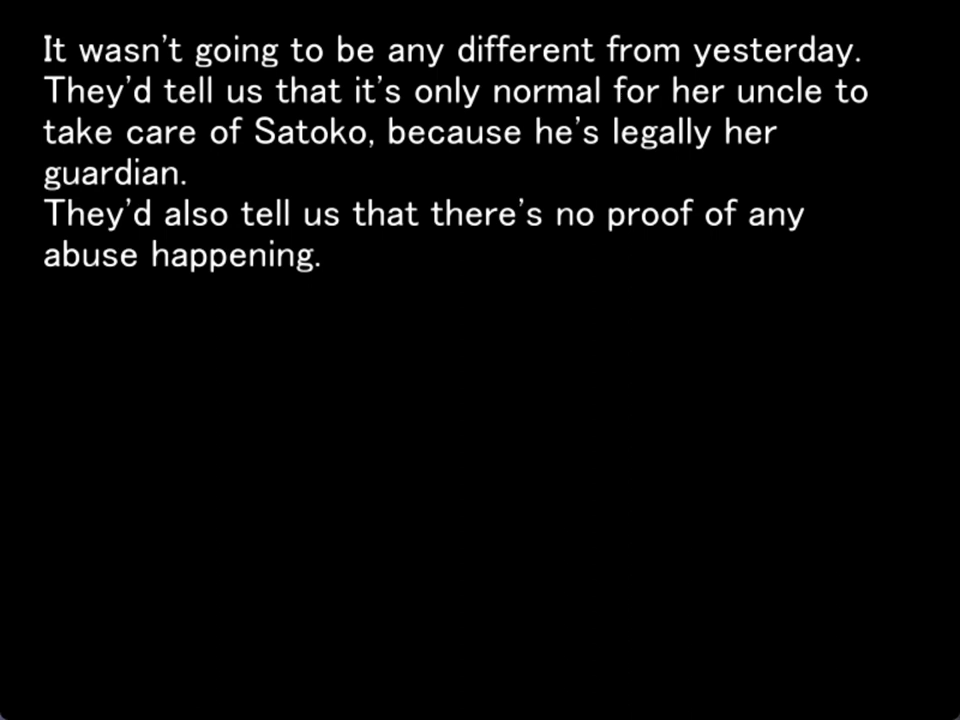 It wasn’t going to be any different from yesterday.
They’d tell us that it’s only normal for her uncle to
take care of Satoko, because he’s legally her
guardian.
They’d also tell us that there’s no proof of any
abuse happening.